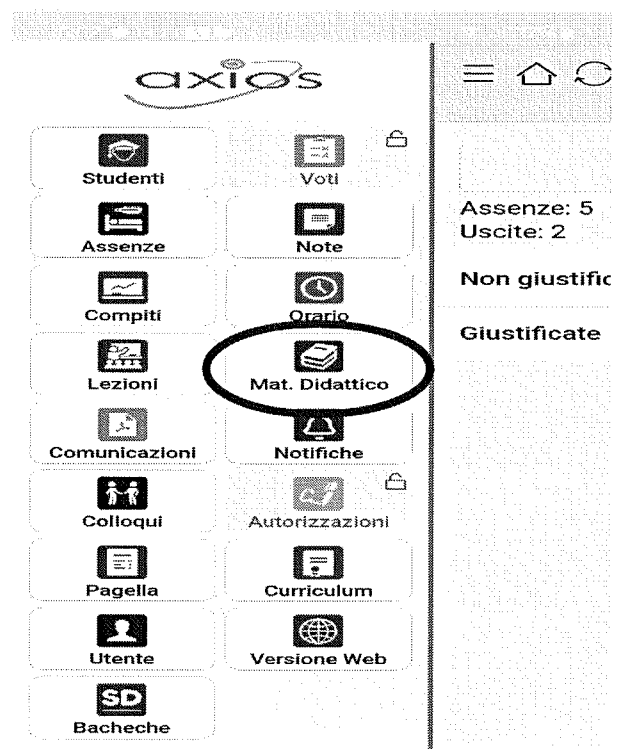 axios
Studenti
Voti
Assenze
Note
Compiti
Orario
Lezioni
Mat. Didattico
Comunicazioni
Notifiche
Colloqui
Autorizzazioni
Pagella
Curriculum
Utente
Versione Web
SD
Bacheche
Assenze: 5
Uscite: 2
Non giustific
Giustificate